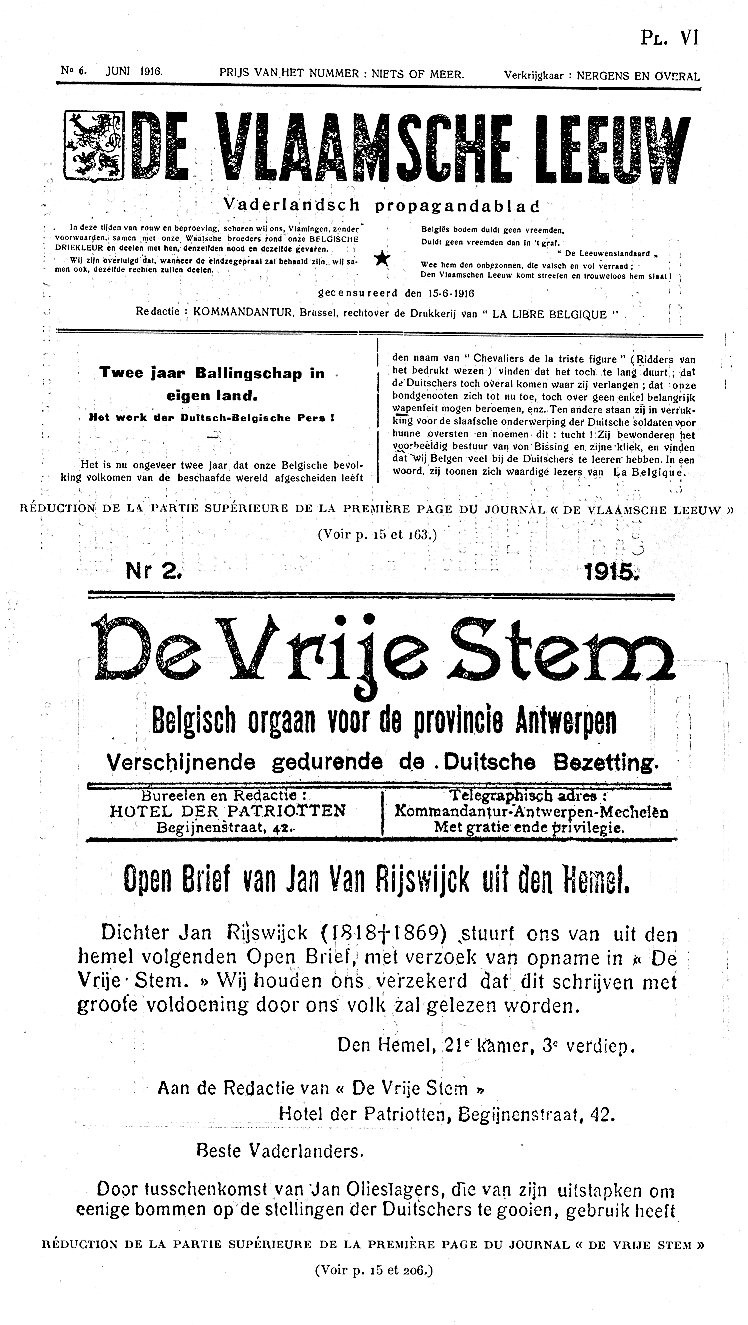 PL. VI
No 6. JUNI 1916. PRIJS VAN HET NUMMER : NIETS OF MEER. Verkrijgkaar : NERGENS EN OVERAL
DE VLAAMSCHE LEEUW
Vaderlandsch propagandablad
In deze tijden van rouw en beproeving, scharen wij ons, Vlamingen, zonder
voorwaarden, samen met onze Waalsche broeders rond onze BELGISCHE
DRIEKLEUR en deelen met hen, denzelfden nood en dezelfde gevaren.
Wij zijn overtuigd dat, wanneer de eindzegepraal zal behaald zijn, wij sa-
men ook, dezelfde rechten zullen deelen.
Belgiës bodem duldt geen vreemden.
Duldt geen vreemden dan in 't graf.
" De Leeuwenstandaard „
Wee hem den onbezonnen, die valsch en vol verraad ;
Den Vlaamschen Leeuw komt streelen en trouweloos hem slaat !
★
gecensureerd den 15-6-1916
Redactie : KOMMANDANTUR, Brussel, rechtover de Drukkerij van " LA LIBRE BELGIQUE "
Twee jaar Ballingschap in
eigen land.
Het werk der Duitsch-Belgische Pers !
Het is nu ongeveer twee jaar dat onze Belgische bevol-
king volkomen van de beschaafde wereld afgescheiden leeft
den naam van " Chevaliers de la triste figure " (Ridders van
het bedrukt wezen) vinden dat het toch te lang duurt ; dat
de Duitschers toch overal komen waar zij verlangen ; dat onze
bondgenooten zich tot nu toe, toch over geen enkel belangrijk
wapenfeit mogen beroemen, enz. Ten andere staan zij in verruk-
king voor de slaafsche onderwerping der Duitsche soldaten voor
hunne oversten en noemen dit : tucht ! Zij bewonderen het
voorbeeldig bestuur van von Bissing en zijne kliek, en vinden
dat wij Belgen veel bij de Duitschers te leeren hebben. In een
woord, zij toonen zich waardige lezers van La Belgique.
RÉDUCTION DE LA PARTIE SUPÉRIEURE DE LA PREMIÈRE PAGE DU JOURNAL « DE VLAAMSCHE LEEUW »
(Voir p. 15 et 163.)
Nr 2. 1915.
De Vrije Stem
Belgisch orgaan voor de provincie Antwerpen
Verschijnende gedurende de Duitsche Bezetting.
Bureelen en Redactie :
HOTEL DER PATRIOTTEN
Begijnenstraat, 42.
Telegraphisch adres :
Kommandantur-Antwerpen-Mechelen
Met gratie ende privilegie.
Open Brief van Jan Van Rijswijck uit den Hemel.
Dichter Jan Rijswijck (1818†1869) stuurt ons van uit den
hemel volgenden Open Brief, met verzoek van opname in « De
Vrije Stem. » Wij houden ons verzekerd dat dit schrijven met
groote voldoening door ons volk zal gelezen worden.
Den Hemel, 21e kamer, 3e verdiep.
Aan de Redactie van « De Vrije Stem »
Hotel der Patriotten, Begijnenstraat, 42.
Beste Vaderlanders.
Door tusschenkomst van Jan Olieslagers, die van zijn uitstapken om
eenige bommen op de stellingen der Duitschers te gooien, gebruik heeft
RÉDUCTION DE LA PARTIE SUPÉRIEURE DE LA PREMIÈRE PAGE DU JOURNAL « DE VRIJE STEM »
(Voir p. 15 et 206.)